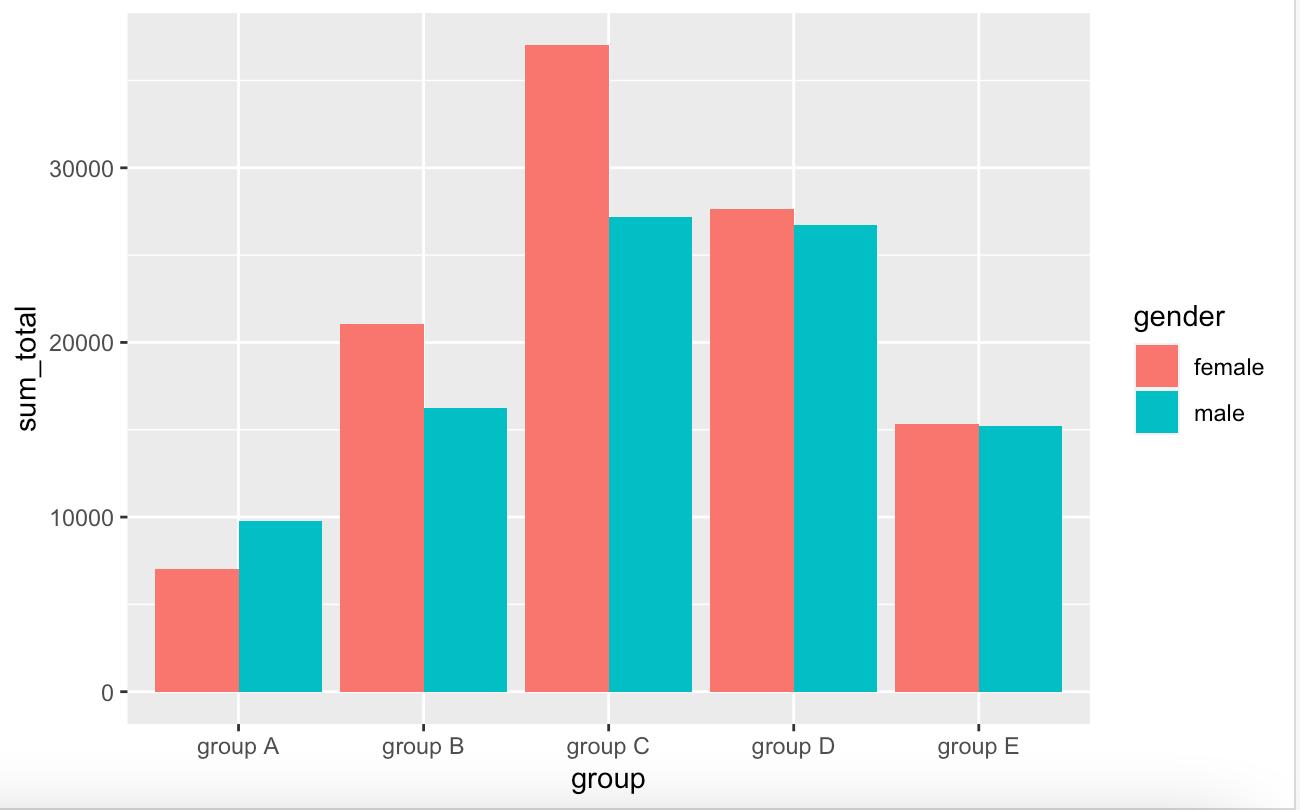 30000
20000
10000
0
sum_total
group A
group B
group C
group D
group E
group
gender
female
male